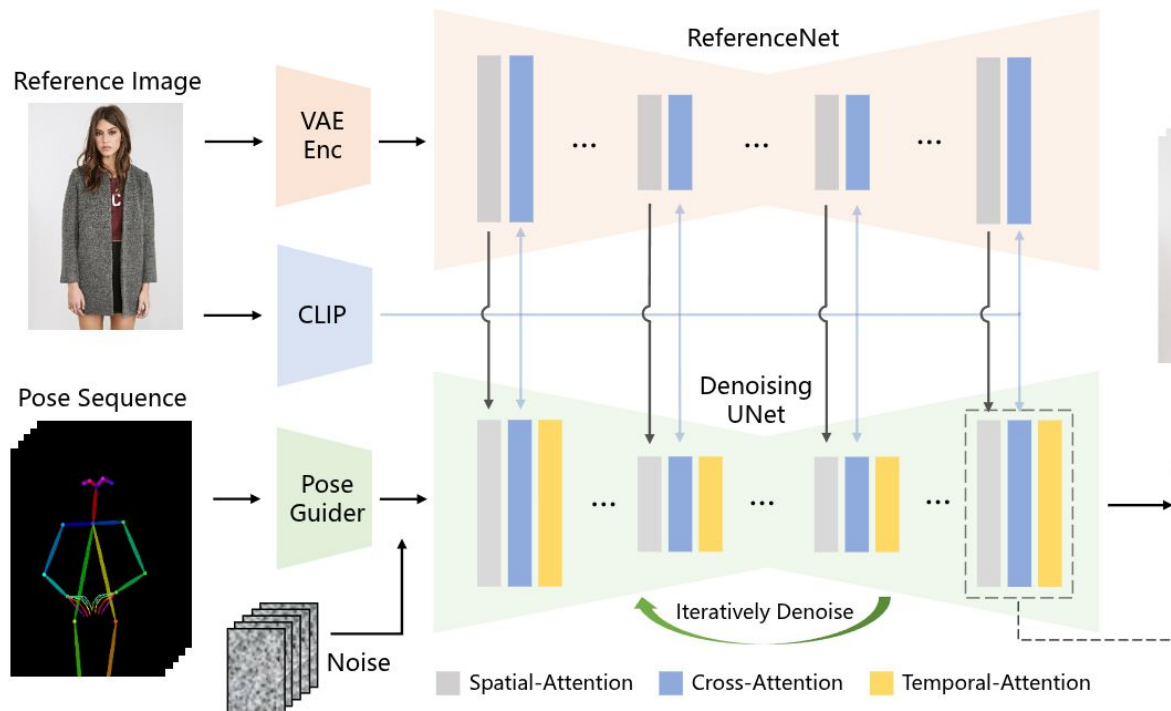 ReferenceNet
Reference Image
VAE
Enc
...
...
...
C
CLIP
Pose Sequence
Denoising
UNet
Pose
Guider
...
...
...
Iteratively Denoise
Noise
Spatial-Attention
Cross-Attention
Temporal-Attention